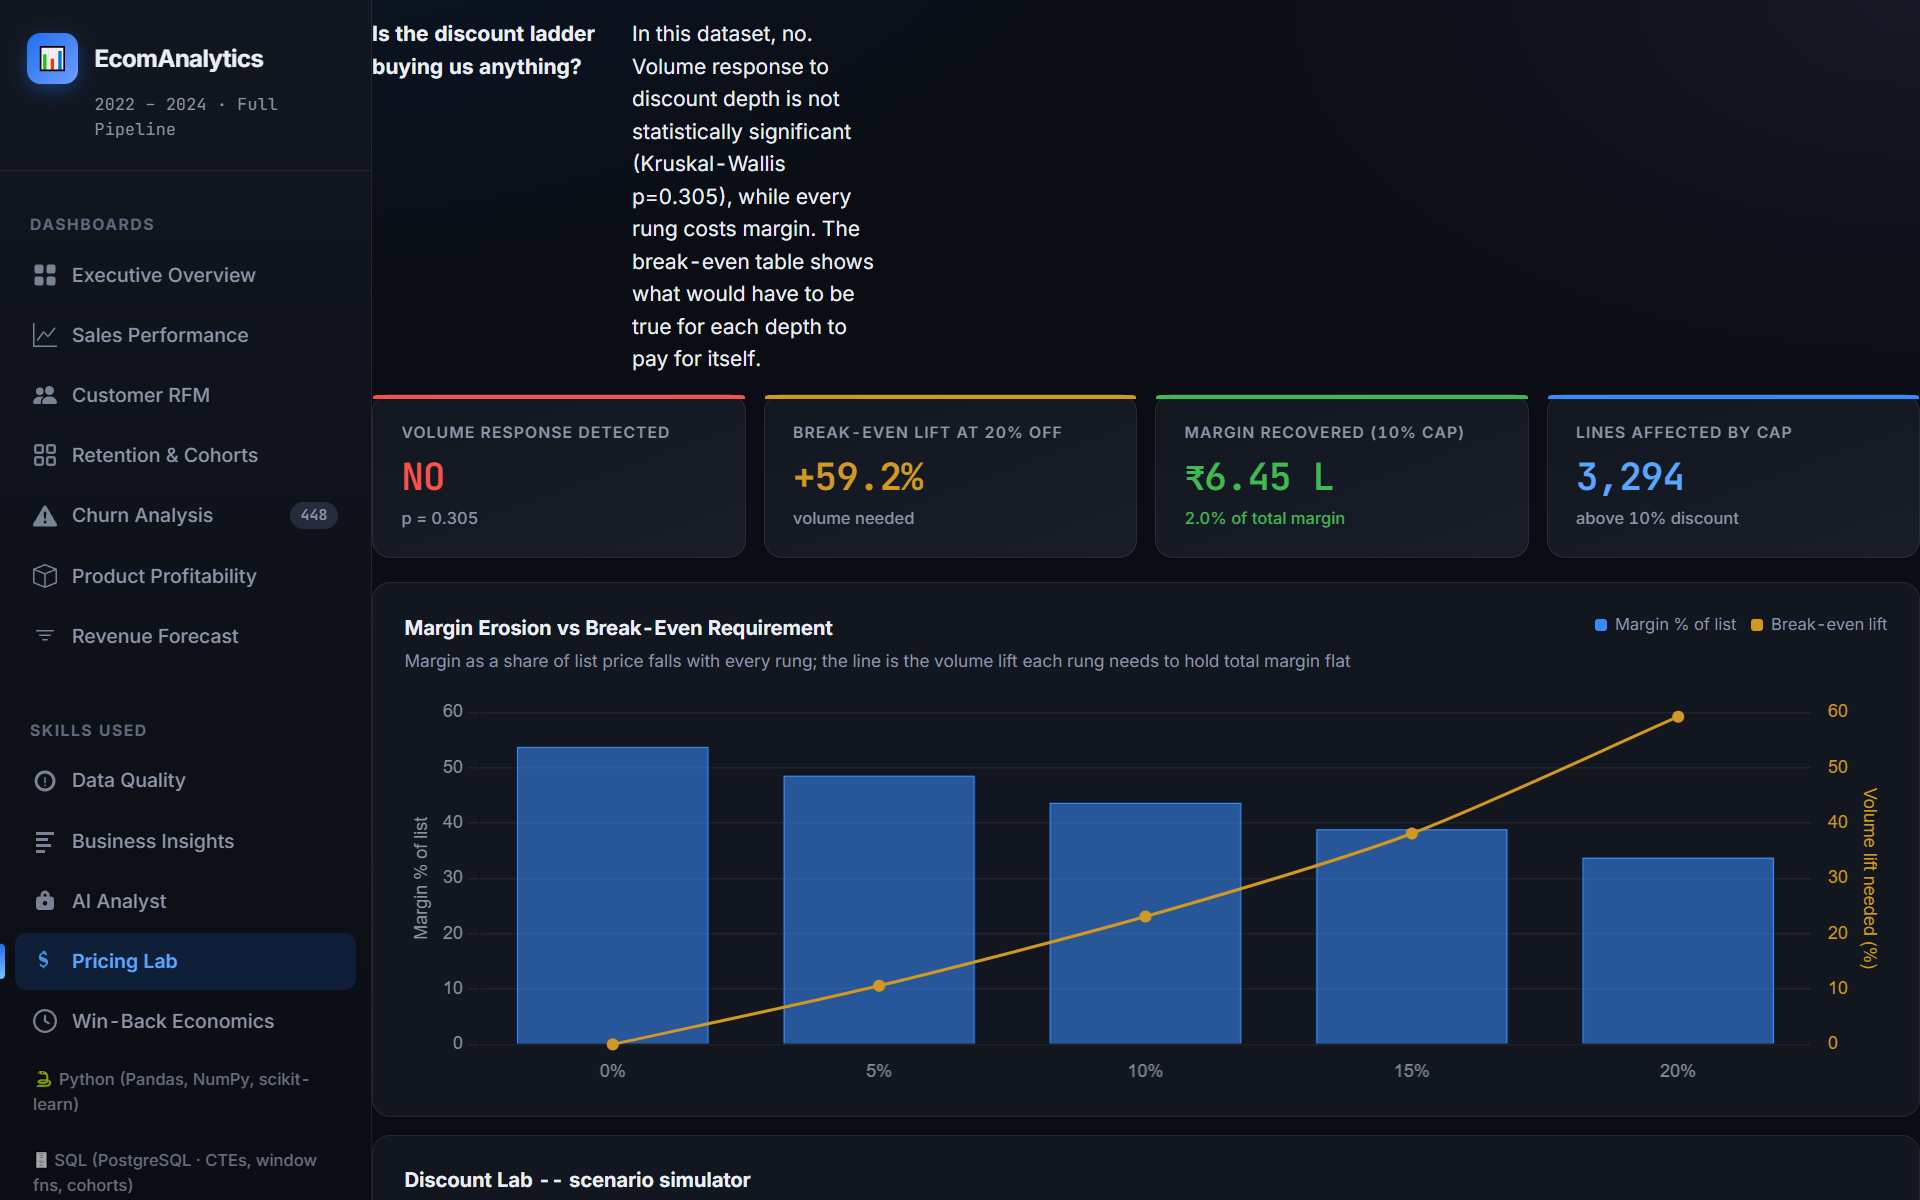 EcomAnalytics
2022 – 2024 · Full
Pipeline
DASHBOARDS
Executive Overview
Sales Performance
Customer RFM
Retention & Cohorts
Churn Analysis
448
Product Profitability
Revenue Forecast
SKILLS USED
Data Quality
Business Insights
AI Analyst
Pricing Lab
Win-Back Economics
Python (Pandas, NumPy, scikit-
learn)
SQL (PostgreSQL · CTEs, window
fns, cohorts)
Is the discount ladder
buying us anything?
In this dataset, no.
Volume response to
discount depth is not
statistically significant
(Kruskal-Wallis
p=0.305), while every
rung costs margin. The
break-even table shows
what would have to be
true for each depth to
pay for itself.
VOLUME RESPONSE DETECTED
NO
p = 0.305
BREAK-EVEN LIFT AT 20% OFF
+59.2%
volume needed
MARGIN RECOVERED (10% CAP)
₹6.45 L
2.0% of total margin
LINES AFFECTED BY CAP
3,294
above 10% discount
Margin Erosion vs Break-Even Requirement
Margin as a share of list price falls with every rung; the line is the volume lift each rung needs to hold total margin flat
Margin % of list
Break-even lift
Margin % of list
60
50
40
30
20
10
0
0%
5%
10%
15%
20%
60
50
40
30
20
10
0
Volume lift needed (%)
Discount Lab -- scenario simulator